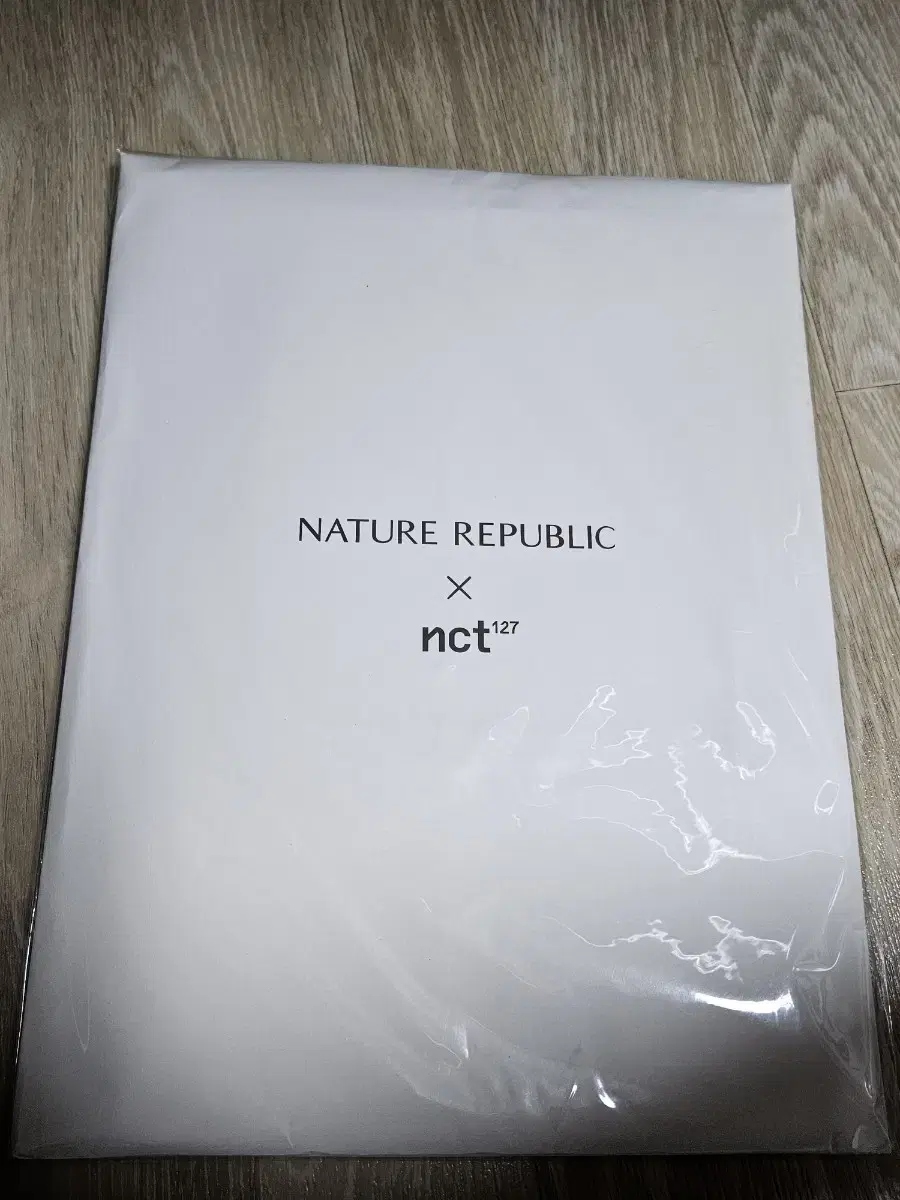 NATURE REPUBLIC
×
nct¹²⁷